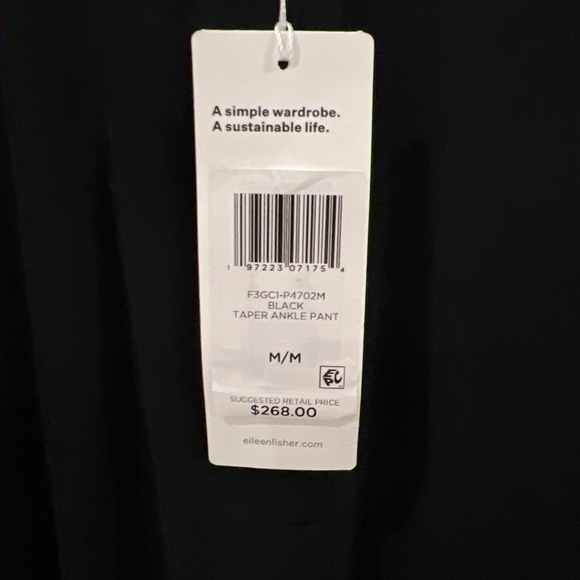 A simple wardrobe.
A sustainable life.
1 97223 07175 4
F3GC1-P4702M
BLACK
TAPER ANKLE PANT
M/M
SUGGESTED RETAIL PRICE
$268.00
eileenfisher.com